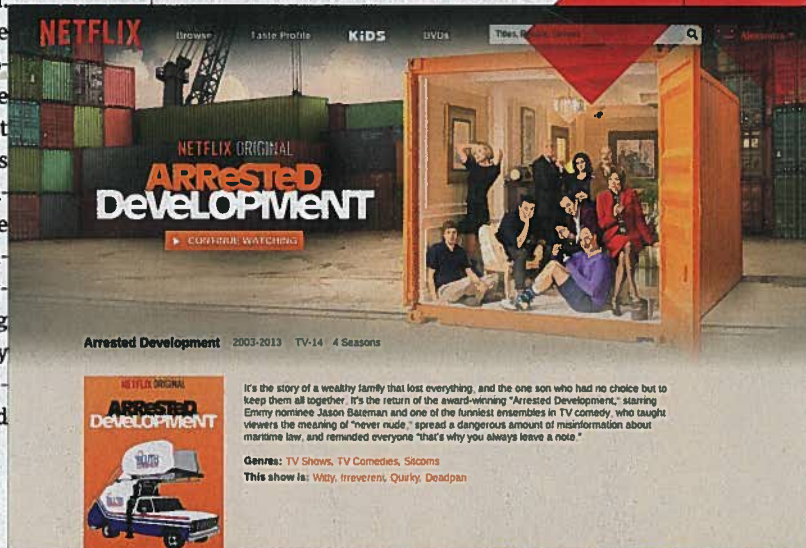 NETFLIX
Browse Taste Profile KiDS DVDs Titles,
NETFLIX ORIGINAL
ARReSTeD
DeVeLOPMeNT
CONTINUE WATCHING
Arrested Development 2003-2013 TV-14 4 Seasons
NETFLIX ORIGINAL
ARReSTeD
DeVeLOPMeNT
It's the story of a wealthy family that lost everything, and the one son who had no choice but to
keep them all together. It's the return of the award-winning "Arrested Development," starring
Emmy nominee Jason Bateman and one of the funniest ensembles in TV comedy, who taught
viewers the meaning of "never nude," spread a dangerous amount of misinformation about
maritime law, and reminded everyone "that's why you always leave a note."
Genres: TV Shows, TV Comedies, Sitcoms
This show is: Witty, Irreverent, Quirky, Deadpan